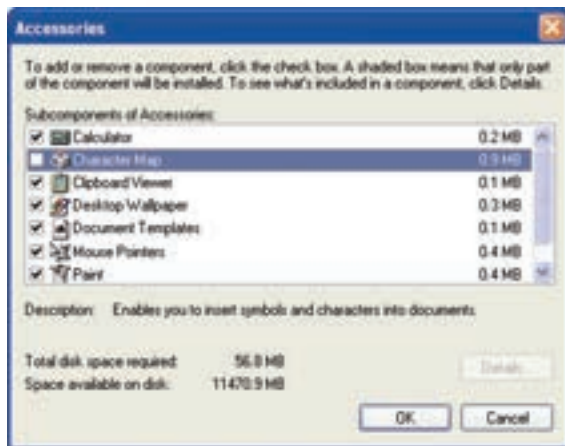 Accessories
To add or remove a component, click the check box. A shaded box means that only part
of the component will be installed. To see what's included in a component, click Details.
Subcomponents of Accessories:
Calculator 0.2 MB
Character Map 0.9 MB
Clipboard Viewer 0.1 MB
Desktop Wallpaper 0.3 MB
Document Templates 0.1 MB
Mouse Pointers 0.4 MB
Paint 0.4 MB
Description: Enables you to insert symbols and characters into documents.
Total disk space required: 56.8 MB
Space available on disk: 11470.9 MB
Details...
OK Cancel